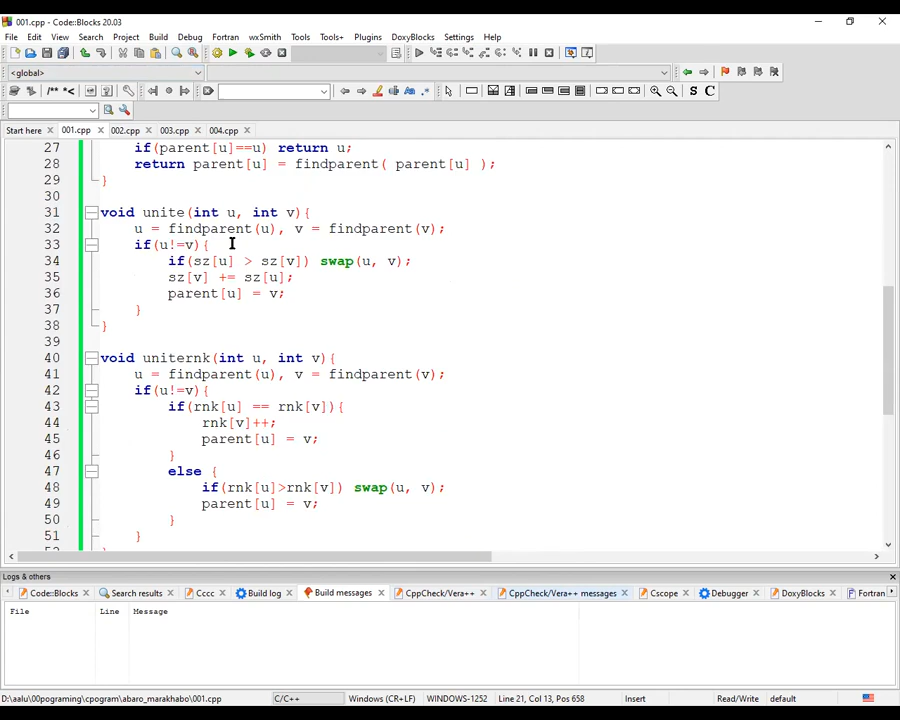 001.cpp - Code::Blocks 20.03
File Edit View Search Project Build Debug Fortran wxSmith Tools Tools+ Plugins DoxyBlocks Settings Help
<global>
/** *<
S C
Start here 001.cpp 002.cpp 003.cpp 004.cpp
27 if(parent[u]==u) return u;
28 return parent[u] = findparent( parent[u] );
29 }
30
31 void unite(int u, int v){
32 u = findparent(u), v = findparent(v);
33 if(u!=v){
34 if(sz[u] > sz[v]) swap(u, v);
35 sz[v] += sz[u];
36 parent[u] = v;
37 }
38 }
39
40 void uniternk(int u, int v){
41 u = findparent(u), v = findparent(v);
42 if(u!=v){
43 if(rnk[u] == rnk[v]){
44 rnk[v]++;
45 parent[u] = v;
46 }
47 else {
48 if(rnk[u]>rnk[v]) swap(u, v);
49 parent[u] = v;
50 }
51 }
Logs & others
Code::Blocks Search results Cccc Build log Build messages CppCheck/Vera++ CppCheck/Vera++ messages Cscope Debugger DoxyBlocks Fortran
File Line Message
D:\aalu\00pograming\cpogram\abaro_marakhabo\001.cpp C/C++ Windows (CR+LF) WINDOWS-1252 Line 21, Col 13, Pos 658 Insert Read/Write default